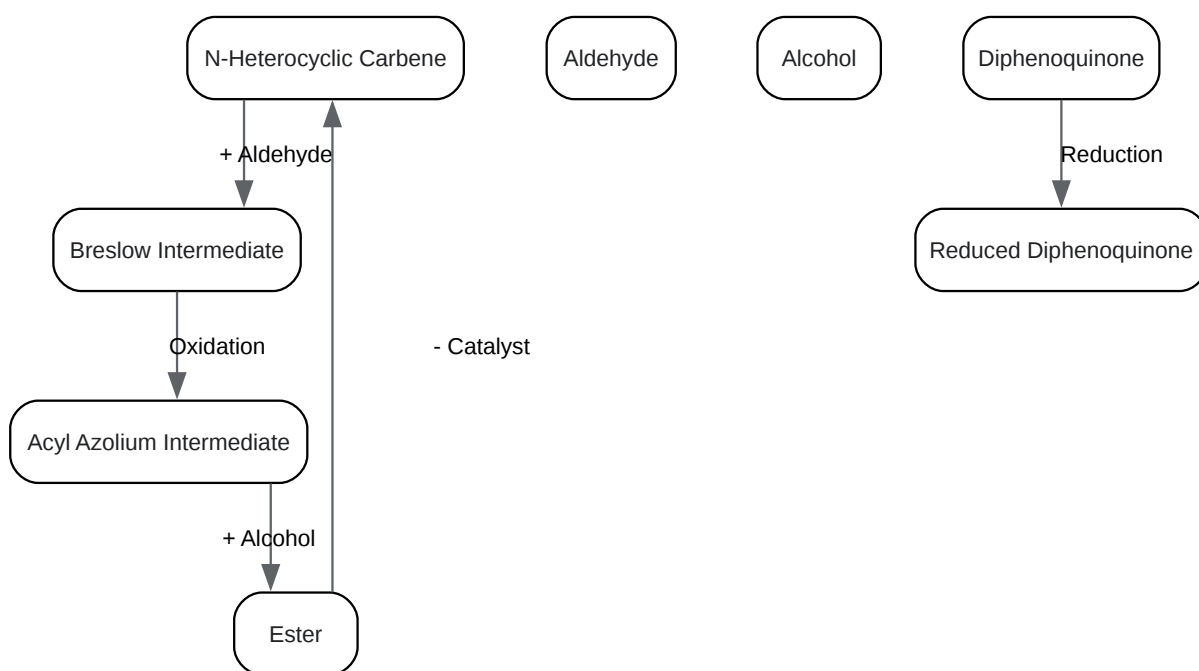 N-Heterocyclic Carbene
Aldehyde
Alcohol
Diphenoquinone
+ Aldehyde
Reduction
Breslow Intermediate
Reduced Diphenoquinone
Oxidation
- Catalyst
Acyl Azolium Intermediate
+ Alcohol
Ester